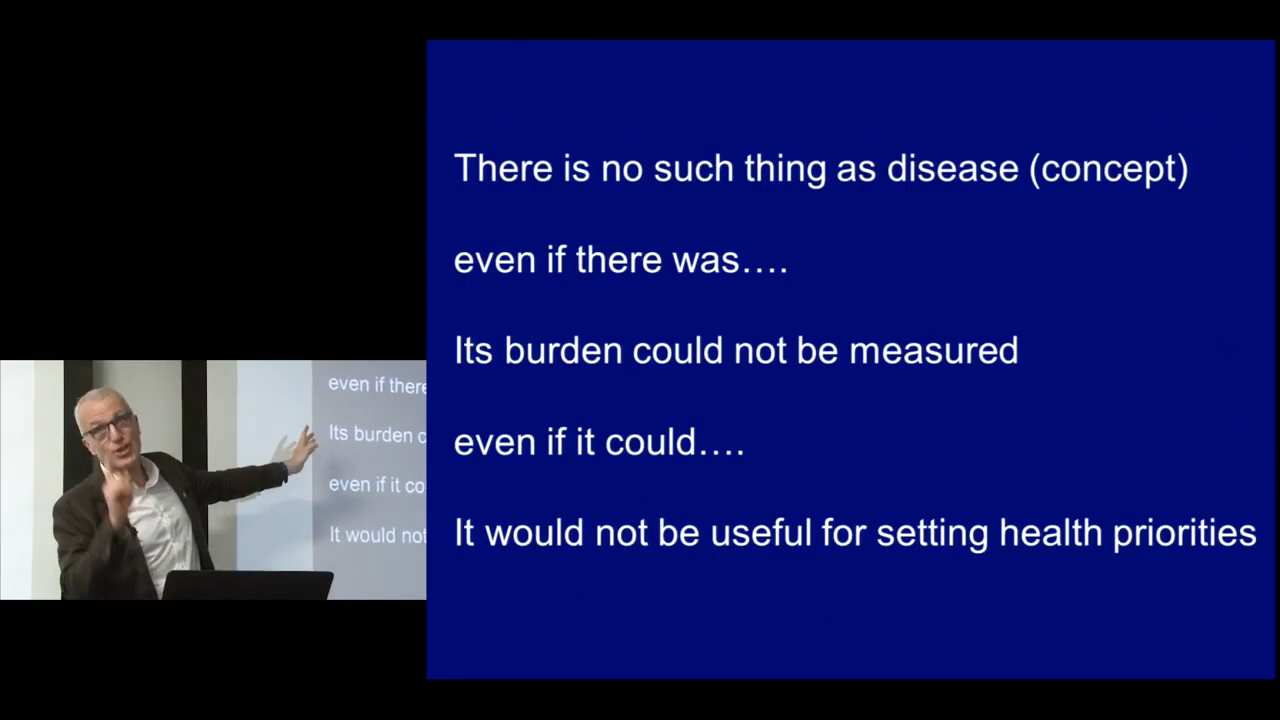 There is no such thing as disease (concept)
even if there was….
Its burden could not be measured
even if it could….
It would not be useful for setting health priorities
even if there
Its burden c
even if it co
It would not